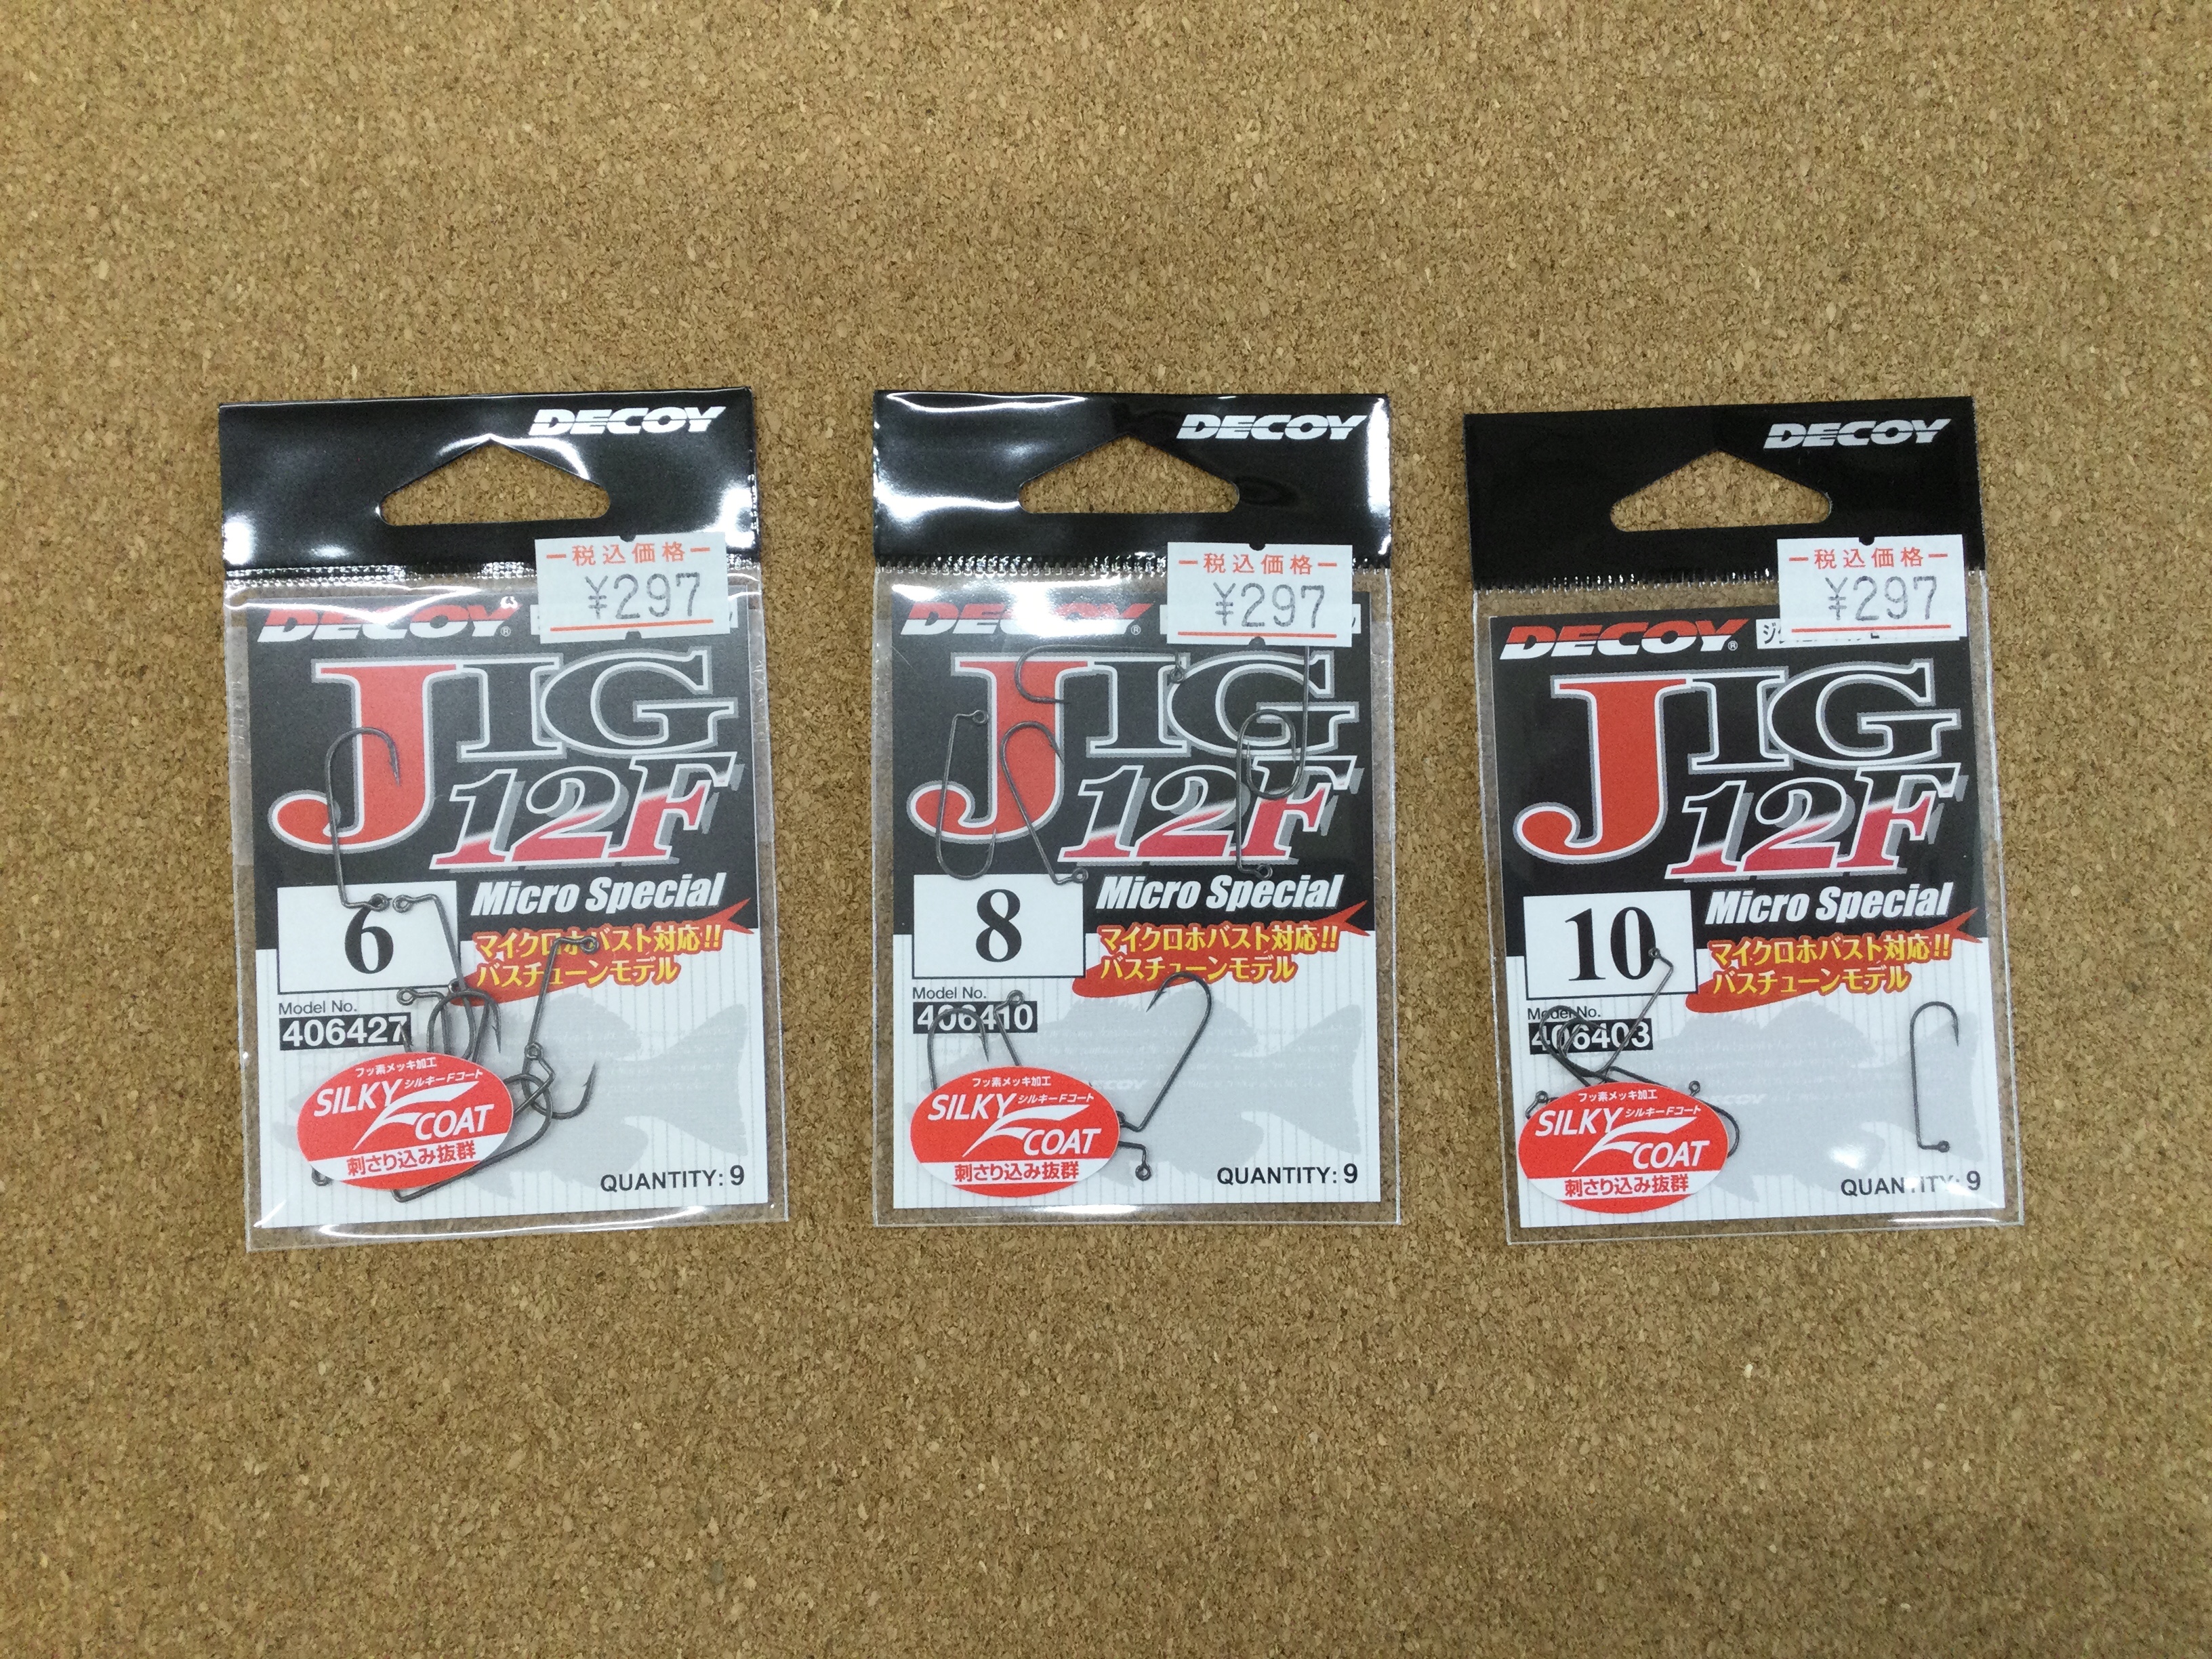 DECOY
－税込価格－
¥297
DECOY®
JIG
12F
Micro Special
6
マイクロホバスト対応!!
バスチューンモデル
Model No.
406427
フッ素メッキ加工
SILKY シルキーFコート
F COAT
刺さり込み抜群
QUANTITY: 9
DECOY
－税込価格－
¥297
DECOY®
JIG
12F
Micro Special
8
マイクロホバスト対応!!
バスチューンモデル
Model No.
406410
フッ素メッキ加工
SILKY シルキーFコート
F COAT
刺さり込み抜群
QUANTITY: 9
DECOY
－税込価格－
¥297
DECOY®
JIG
12F
Micro Special
10
マイクロホバスト対応!!
バスチューンモデル
Model No.
406403
フッ素メッキ加工
SILKY シルキーFコート
F COAT
刺さり込み抜群
QUANTITY: 9